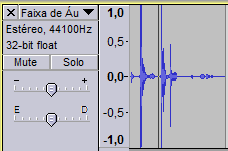 × Faixa de Áu ▼
Estéreo, 44100Hz
32-bit float
Mute Solo
- +
E D
1,0
0,5
0,0
-0,5
-1,0